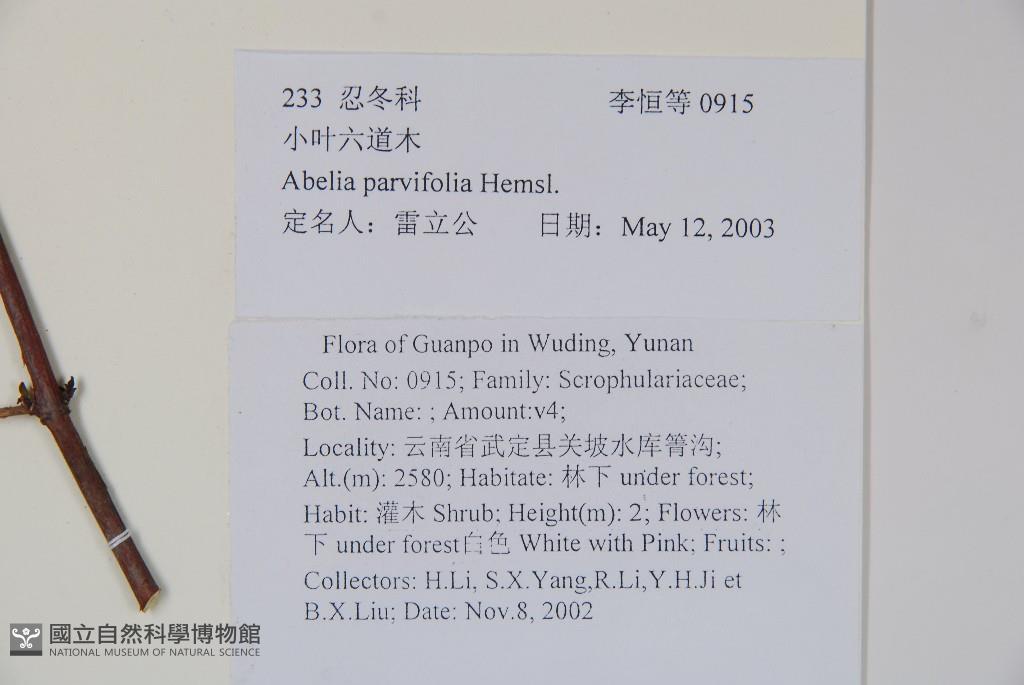 233 忍冬科 李恒等 0915
小叶六道木
Abelia parvifolia Hemsl.
定名人：雷立公 日期：May 12, 2003
Flora of Guanpo in Wuding, Yunan
Coll. No: 0915; Family: Scrophulariaceae;
Bot. Name: ; Amount:v4;
Locality: 云南省武定县关坡水库箐沟;
Alt.(m): 2580; Habitate: 林下 under forest;
Habit: 灌木 Shrub; Height(m): 2; Flowers: 林
下 under forest白色 White with Pink; Fruits: ;
Collectors: H.Li, S.X.Yang,R.Li,Y.H.Ji et
B.X.Liu; Date: Nov.8, 2002
國立自然科學博物館
NATIONAL MUSEUM OF NATURAL SCIENCE